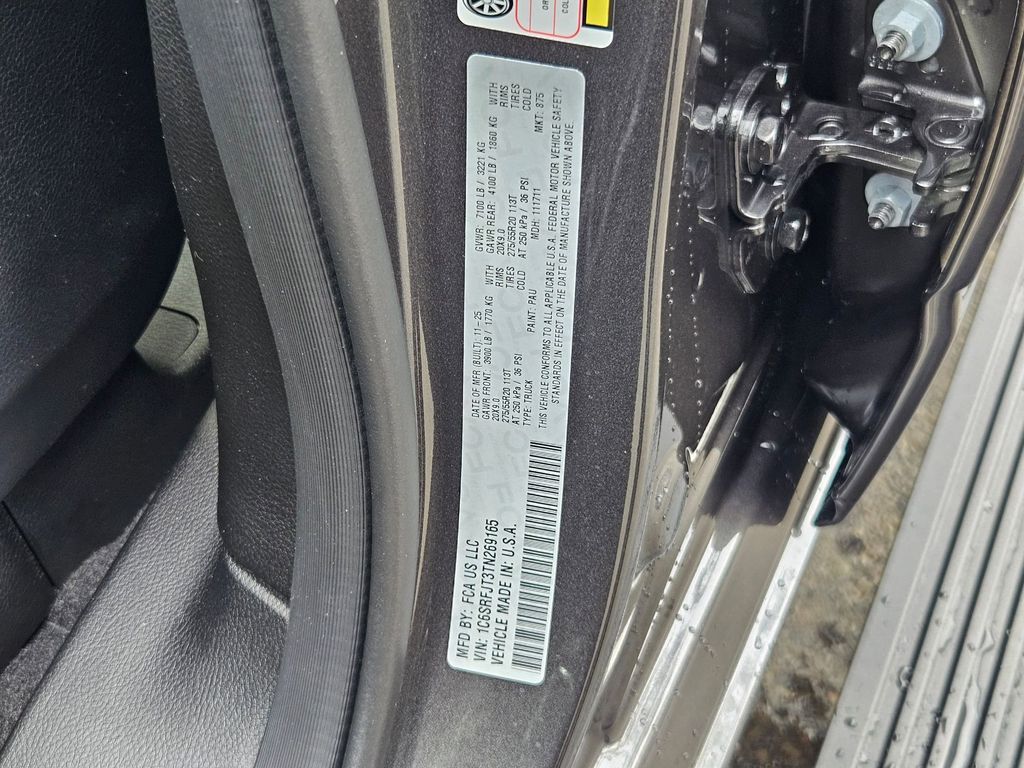 MFD BY: FCA US LLC
VIN: 1C6SRFJT3TN269165
VEHICLE MADE IN: U.S.A.
DATE OF MFR (BUILT): 11-25 GVWR: 7100 LB / 3221 KG
GAWR FRONT: 3900 LB / 1770 KG WITH GAWR REAR: 4100 LB / 1860 KG WITH
20X9.0 RIMS 20X9.0 RIMS
275/55R20 113T TIRES 275/55R20 113T TIRES
AT 250 kPa / 36 PSI COLD AT 250 kPa / 36 PSI COLD
TYPE: TRUCK PAINT: PAU MDH: 111711 MKT: 875
THIS VEHICLE CONFORMS TO ALL APPLICABLE U.S.A. FEDERAL MOTOR VEHICLE SAFETY
STANDARDS IN EFFECT ON THE DATE OF MANUFACTURE SHOWN ABOVE.